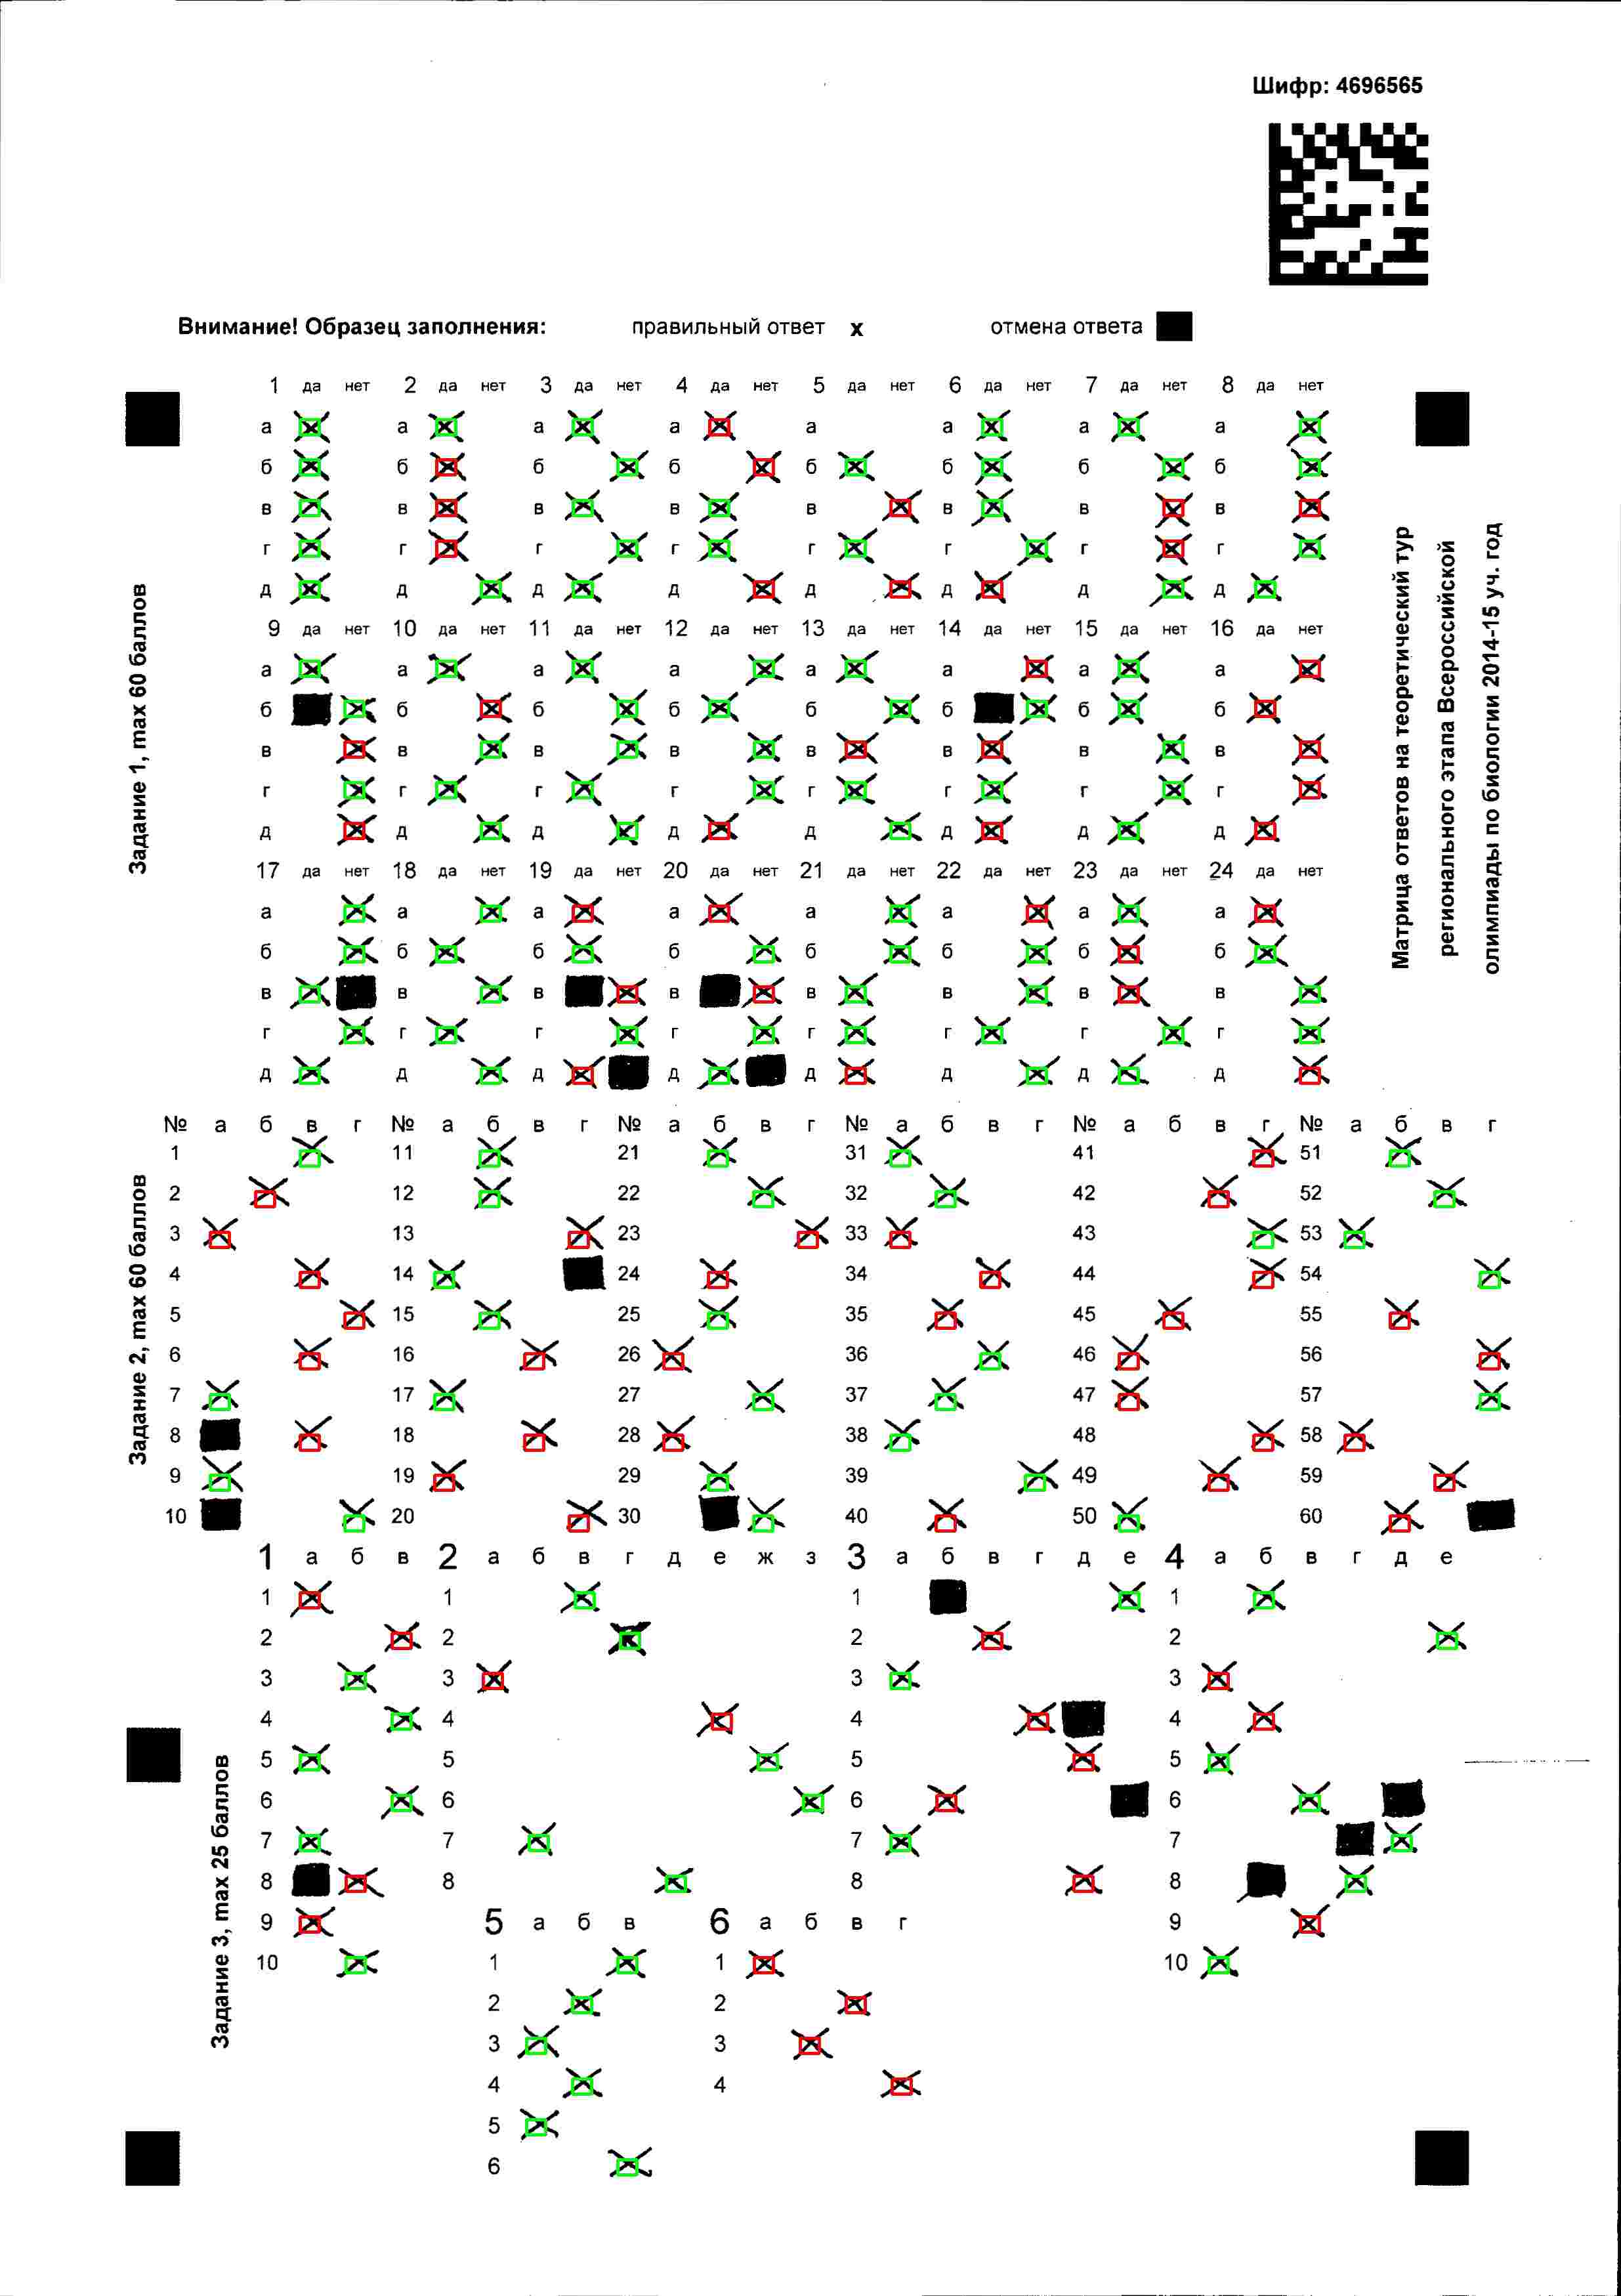 Шифр: 4696565
Внимание! Образец заполнения: правильный ответ х отмена ответа
Задание 1, max 60 баллов
1 да нет 2 да нет 3 да нет 4 да нет 5 да нет 6 да нет 7 да нет 8 да нет
а а а а а а а а
б б б б б б б б
в в в в в в в в
г г г г г г г г
д д д д д д д д
9 да нет 10 да нет 11 да нет 12 да нет 13 да нет 14 да нет 15 да нет 16 да нет
а а а а а а а а
б б б б б б б б
в в в в в в в в
г г г г г г г г
д д д д д д д д
17 да нет 18 да нет 19 да нет 20 да нет 21 да нет 22 да нет 23 да нет 24 да нет
а а а а а а а а
б б б б б б б б
в в в в в в в в
г г г г г г г г
д д д д д д д д
Матрица ответов на теоретический тур
регионального этапа Всероссийской
олимпиады по биологии 2014-15 уч. год
Задание 2, max 60 баллов
№ а б в г № а б в г № а б в г № а б в г № а б в г № а б в г
1 11 21 31 41 51
2 12 22 32 42 52
3 13 23 33 43 53
4 14 24 34 44 54
5 15 25 35 45 55
6 16 26 36 46 56
7 17 27 37 47 57
8 18 28 38 48 58
9 19 29 39 49 59
10 20 30 40 50 60
Задание 3, max 25 баллов
1 а б в 2 а б в г д е ж з 3 а б в г д е 4 а б в г д е
1 1 1 1
2 2 2 2
3 3 3 3
4 4 4 4
5 5 5 5
6 6 6 6
7 7 7 7
8 8 8 8
9 5 а б в 6 а б в г 9
10 1 1 10
2 2
3 3
4 4
5
6